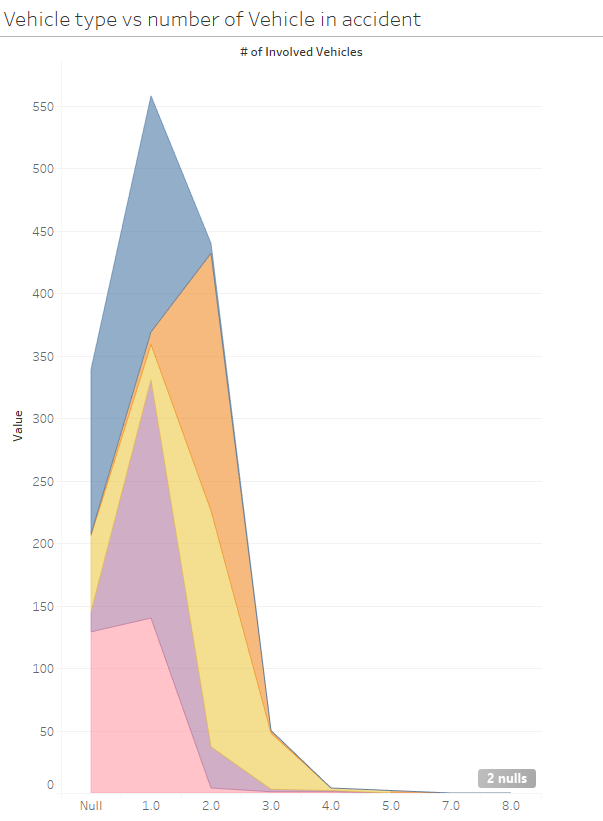 Vehicle type vs number of Vehicle in accident
# of Involved Vehicles
550
500
450
400
350
300
250
200
150
100
50
0
Value
2 nulls
Null 1.0 2.0 3.0 4.0 5.0 7.0 8.0